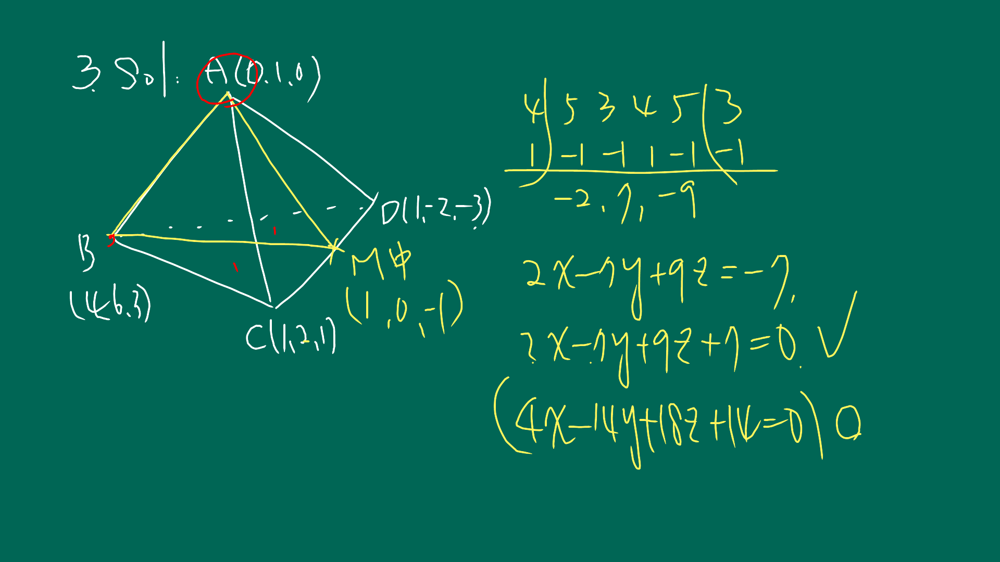 3. Sol: A(0,1,0)
D(1,-2,-3)
B
(4,6,3)
M中
(1,0,-1)
C(1,2,1)
4 | 5 3 4 5 | 3
1 | -1 -1 1 -1 | -1
-2, 7, -9
2x-7y+9z=-7.
2x-7y+9z+7=0.
(4x-14y+18z+14=0) 0